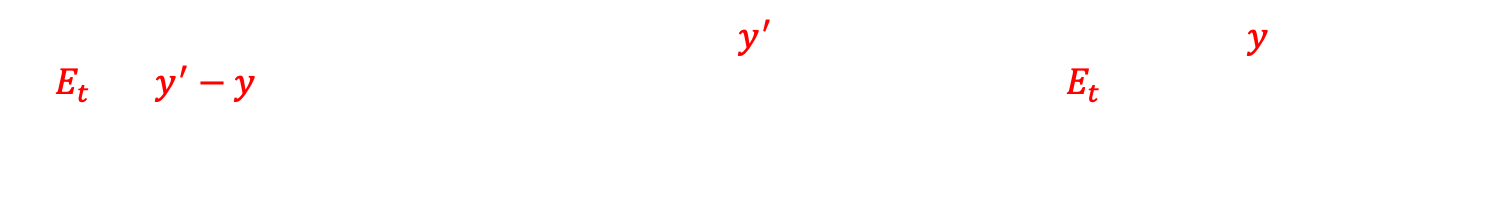 y′ y
E_t y′ − y E_t